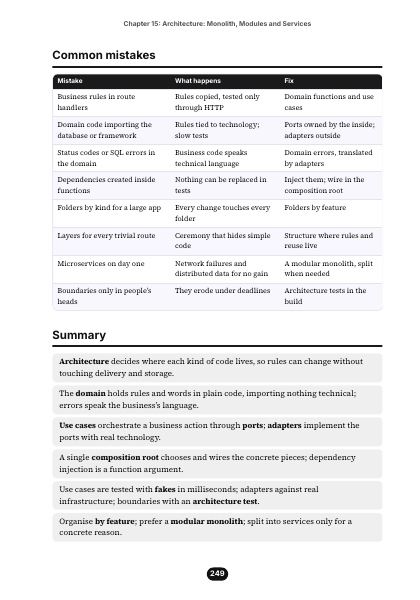 Chapter 15: Architecture: Monolith, Modules and Services
Common mistakes
Mistake What happens Fix
Business rules in route Rules copied, tested only Domain functions and use
handlers through HTTP cases
Domain code importing the Rules tied to technology; Ports owned by the inside;
database or framework slow tests adapters outside
Status codes or SQL errors in Business code speaks Domain errors, translated
the domain technical language by adapters
Dependencies created inside Nothing can be replaced in Inject them; wire in the
functions tests composition root
Folders by kind for a large app Every change touches every Folders by feature
folder
Layers for every trivial route Ceremony that hides simple Structure where rules and
code reuse live
Microservices on day one Network failures and A modular monolith, split
distributed data for no gain when needed
Boundaries only in people's They erode under deadlines Architecture tests in the
heads build
Summary
Architecture decides where each kind of code lives, so rules can change without
touching delivery and storage.
The domain holds rules and words in plain code, importing nothing technical;
errors speak the business's language.
Use cases orchestrate a business action through ports; adapters implement the
ports with real technology.
A single composition root chooses and wires the concrete pieces; dependency
injection is a function argument.
Use cases are tested with fakes in milliseconds; adapters against real
infrastructure; boundaries with an architecture test.
Organise by feature; prefer a modular monolith; split into services only for a
concrete reason.
249